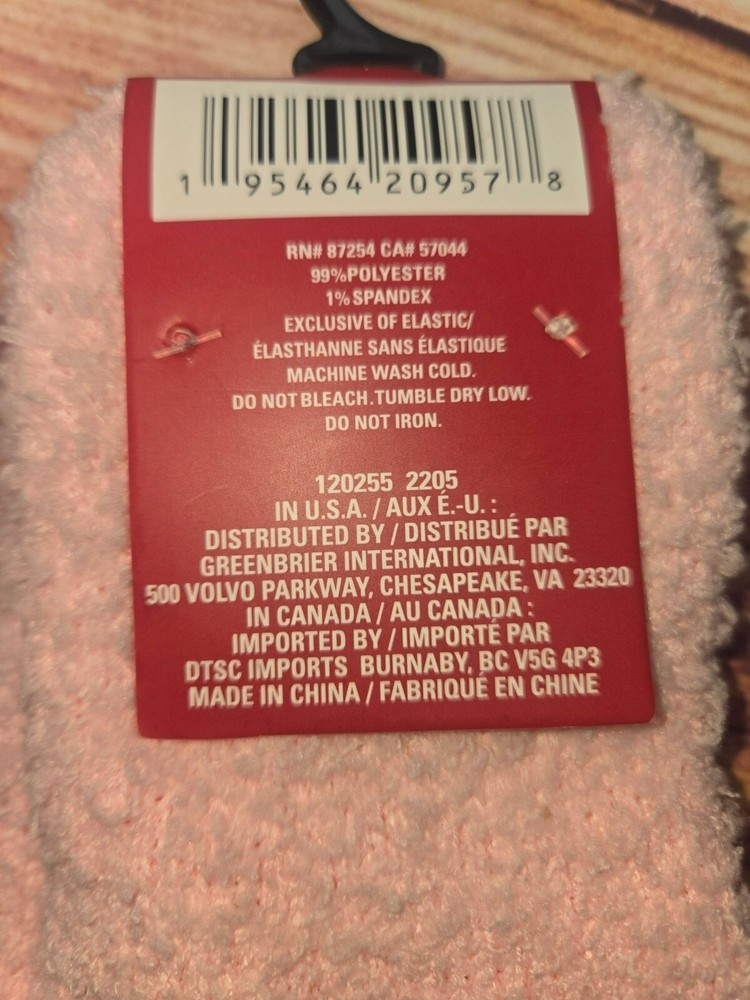 1 95464 20957 8
RN# 87254 CA# 57044
99%POLYESTER
1% SPANDEX
EXCLUSIVE OF ELASTIC/
ÉLASTHANNE SANS ÉLASTIQUE
MACHINE WASH COLD.
DO NOT BLEACH.TUMBLE DRY LOW.
DO NOT IRON.
120255 2205
IN U.S.A. / AUX É.-U. :
DISTRIBUTED BY / DISTRIBUÉ PAR
GREENBRIER INTERNATIONAL, INC.
500 VOLVO PARKWAY, CHESAPEAKE, VA 23320
IN CANADA / AU CANADA :
IMPORTED BY / IMPORTÉ PAR
DTSC IMPORTS BURNABY, BC V5G 4P3
MADE IN CHINA / FABRIQUÉ EN CHINE